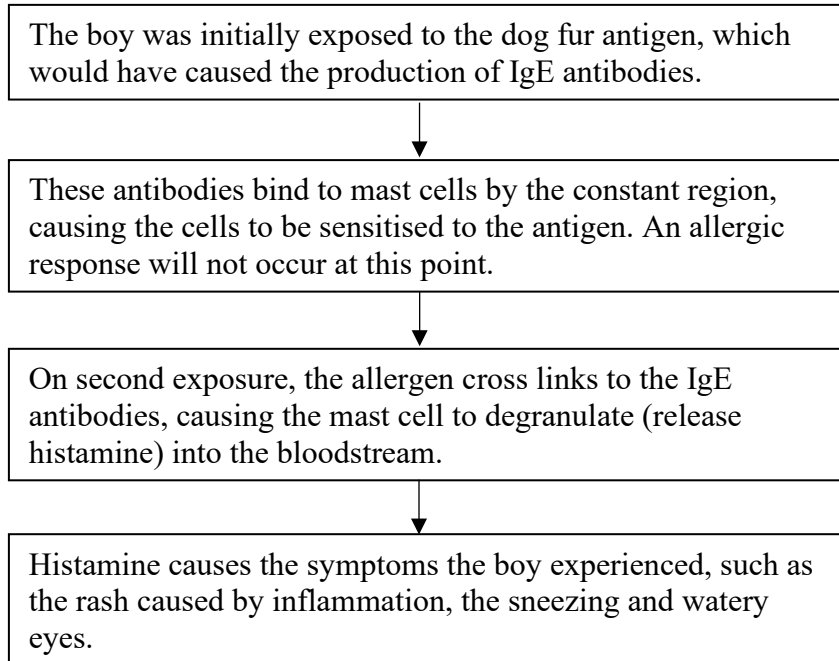 The boy was initially exposed to the dog fur antigen, which
would have caused the production of IgE antibodies.
These antibodies bind to mast cells by the constant region,
causing the cells to be sensitised to the antigen. An allergic
response will not occur at this point.
On second exposure, the allergen cross links to the IgE
antibodies, causing the mast cell to degranulate (release
histamine) into the bloodstream.
Histamine causes the symptoms the boy experienced, such as
the rash caused by inflammation, the sneezing and watery
eyes.